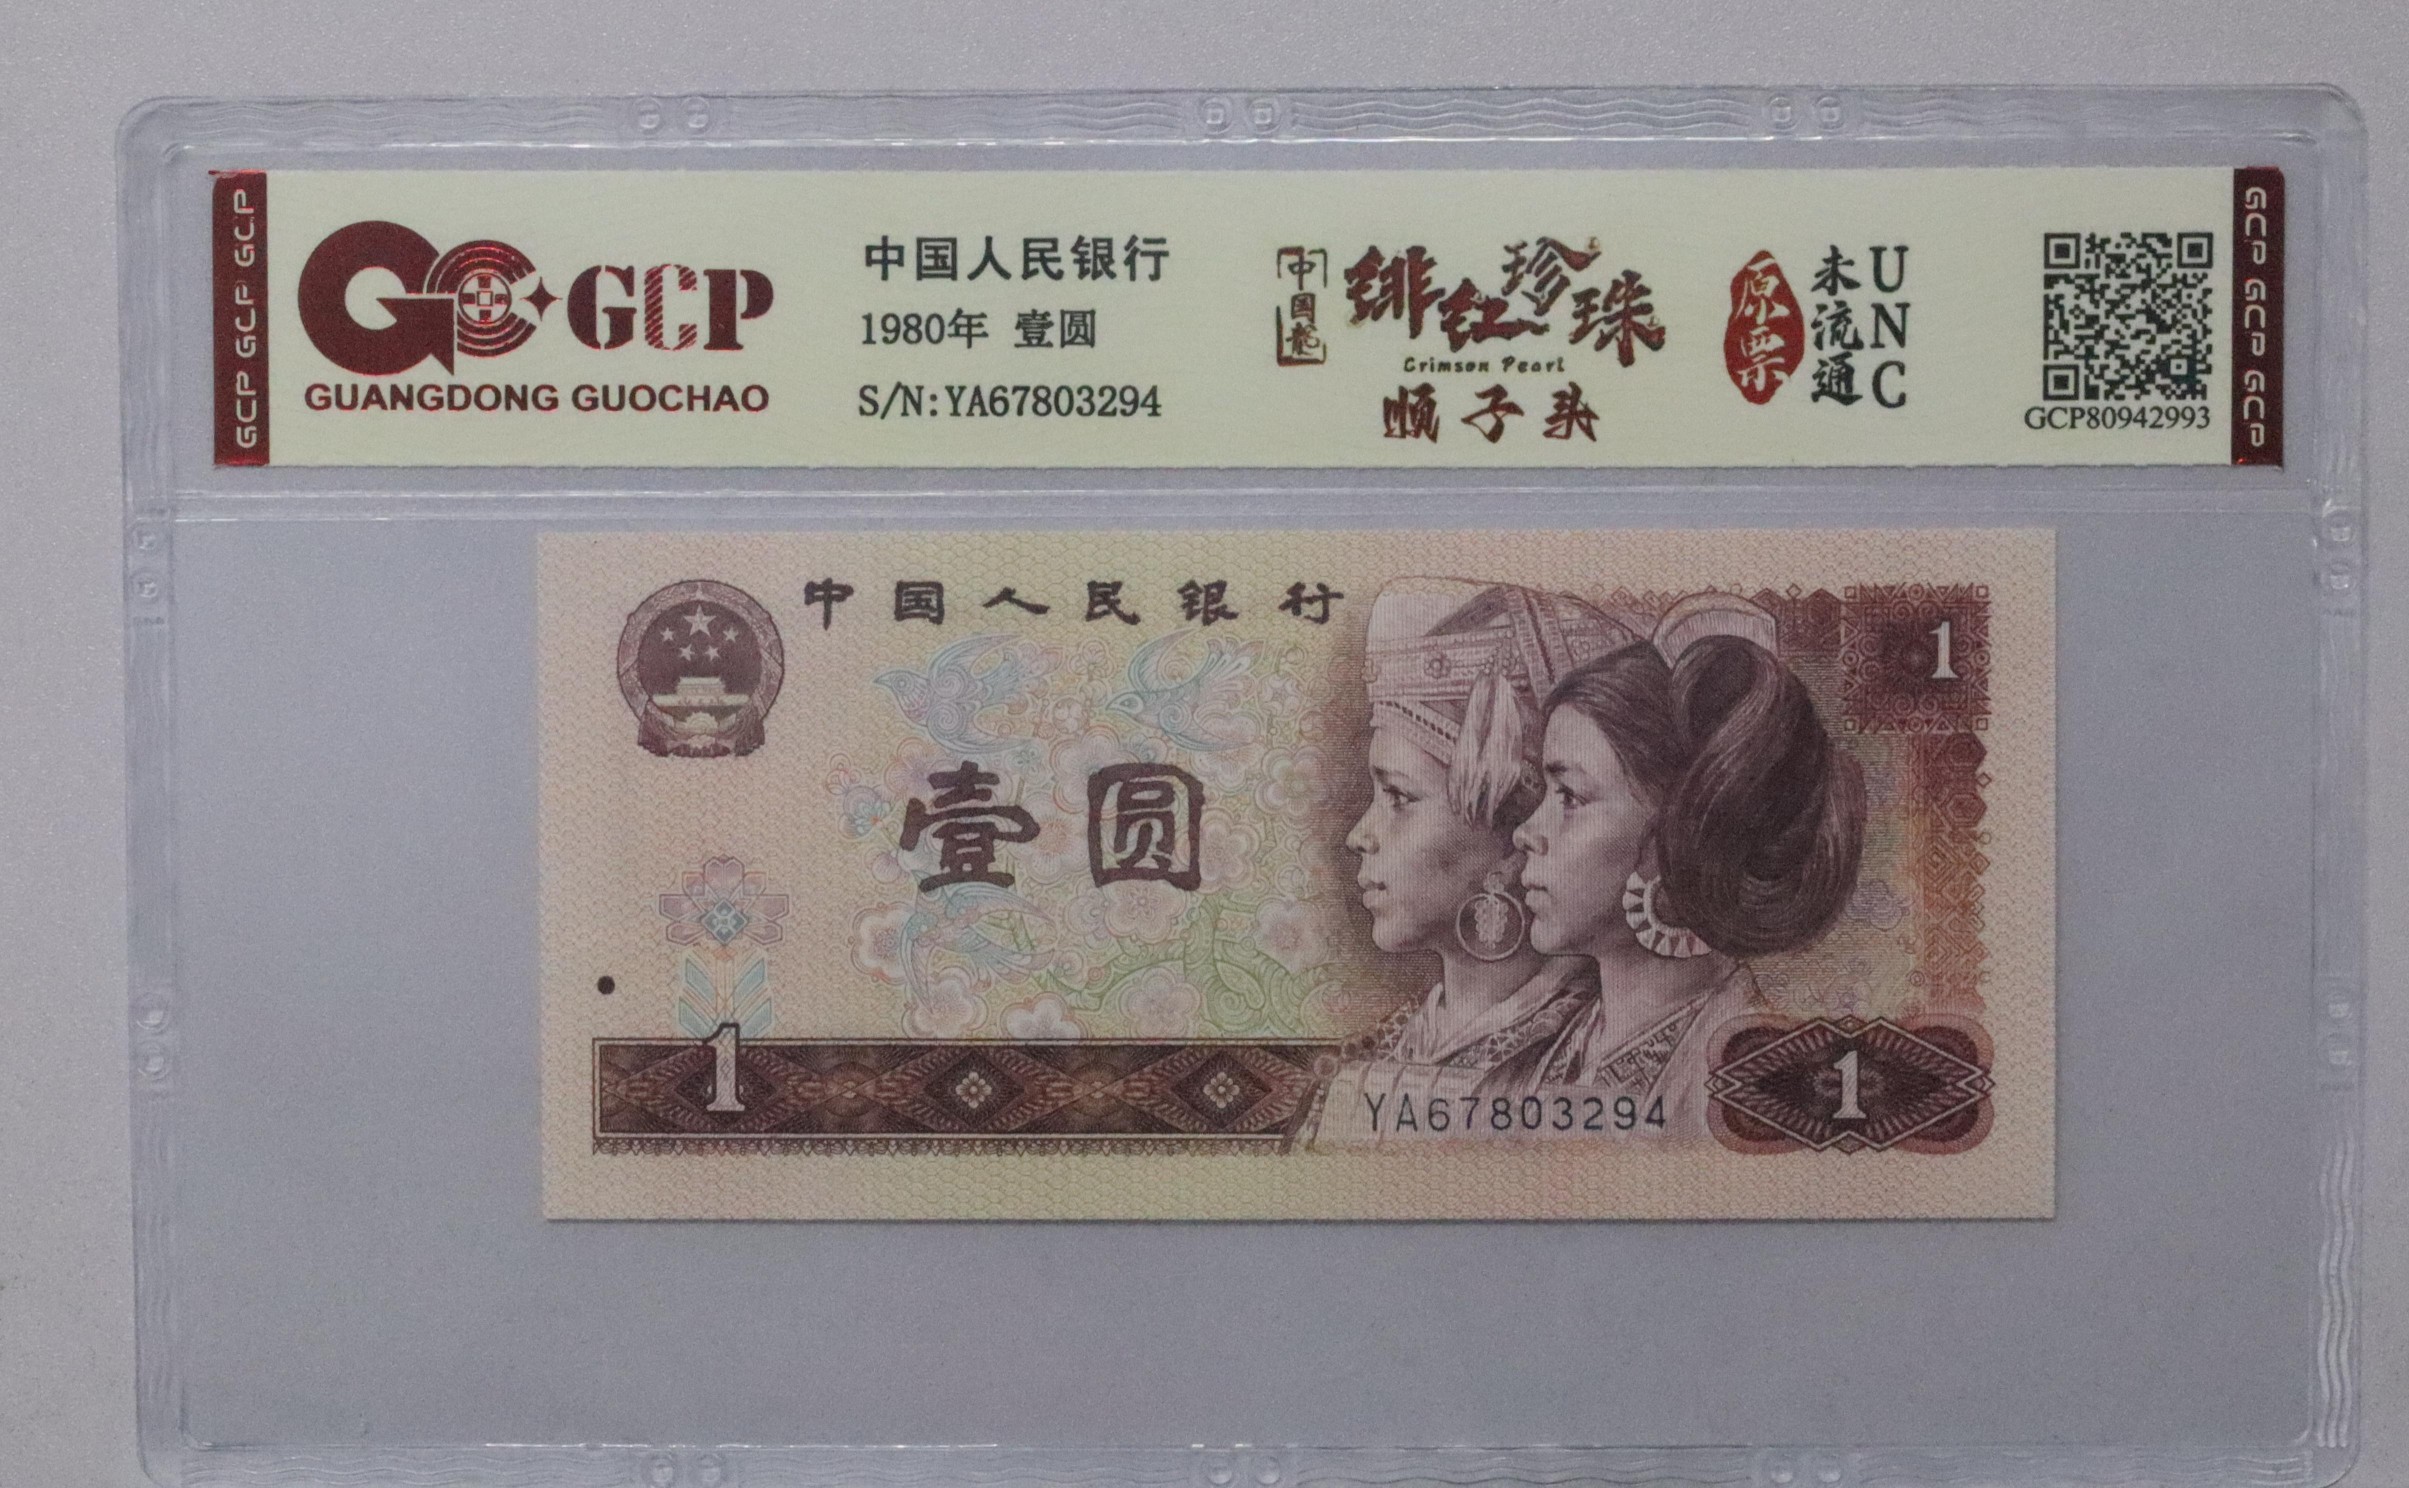 GCP GCP GCP
GCP
GUANGDONG GUOCHAO
中国人民银行
1980年 壹圆
S/N:YA67803294
中国龍
绯红珍珠
Crimson Pearl
顺子头
原票
未流通
UNC
GCP80942993
GCP GCP GCP
中国人民银行
1
壹圆
1
YA67803294
1